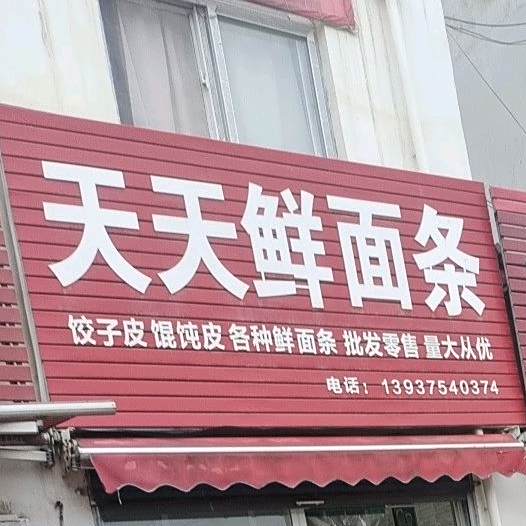 天天鲜面条
饺子皮 馄饨皮 各种鲜面条 批发零售 量大从优
电话：13937540374